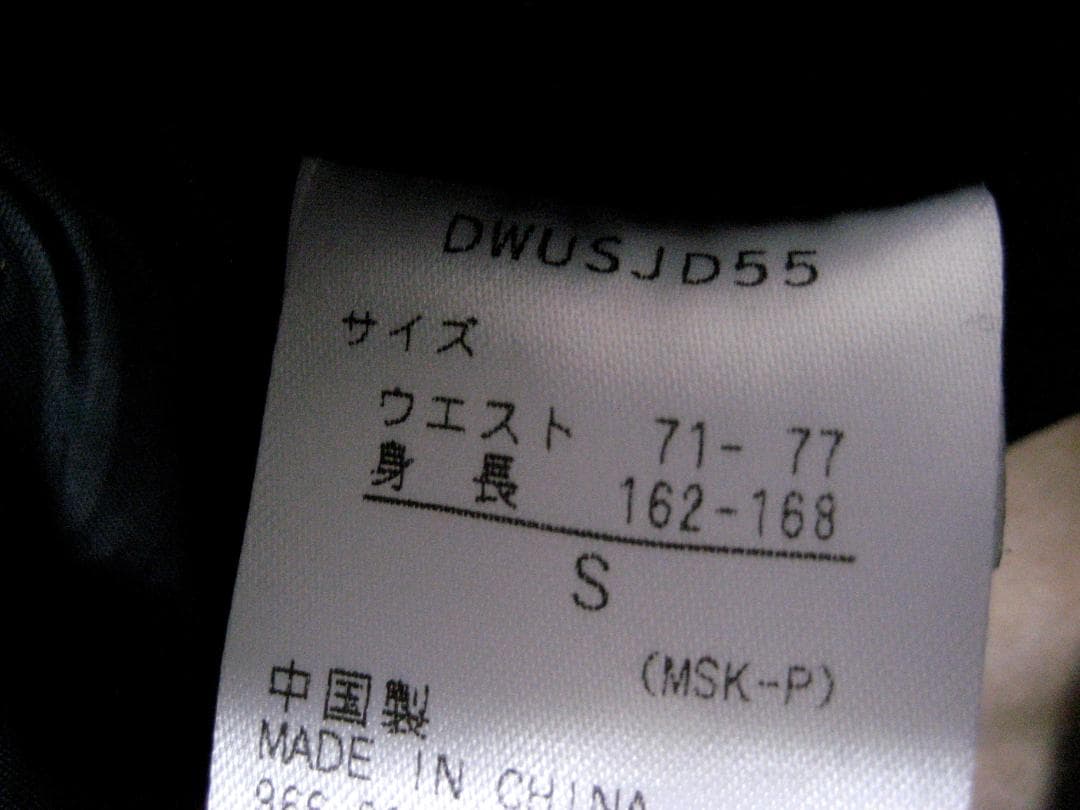 DWUSJD55
サイズ
ウエスト 71- 77
身 長 162-168
S
(MSK-P)
中国製
MADE IN CHINA